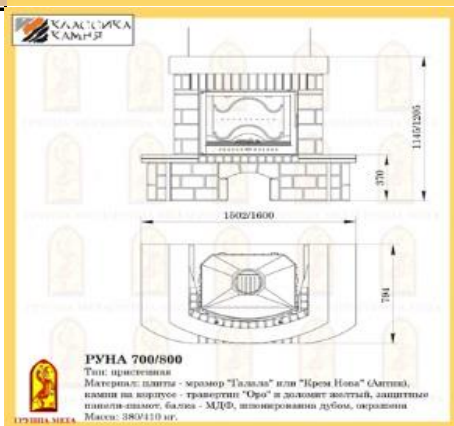 КЛАССИКА
КАМНЯ
1145/1205
370
1502/1600
794
РУНА 700/800
Тип: пристенная
Материал: плиты - мрамор "Галала" или "Крем Нова" (Антик),
камни на корпусе - травертин "Оро" и доломит желтый, защитные
панели-шамот, балка - МДФ, шпонированная дубом, окрашена
Масса: 380/410 кг.
ГРУППА МЕТА